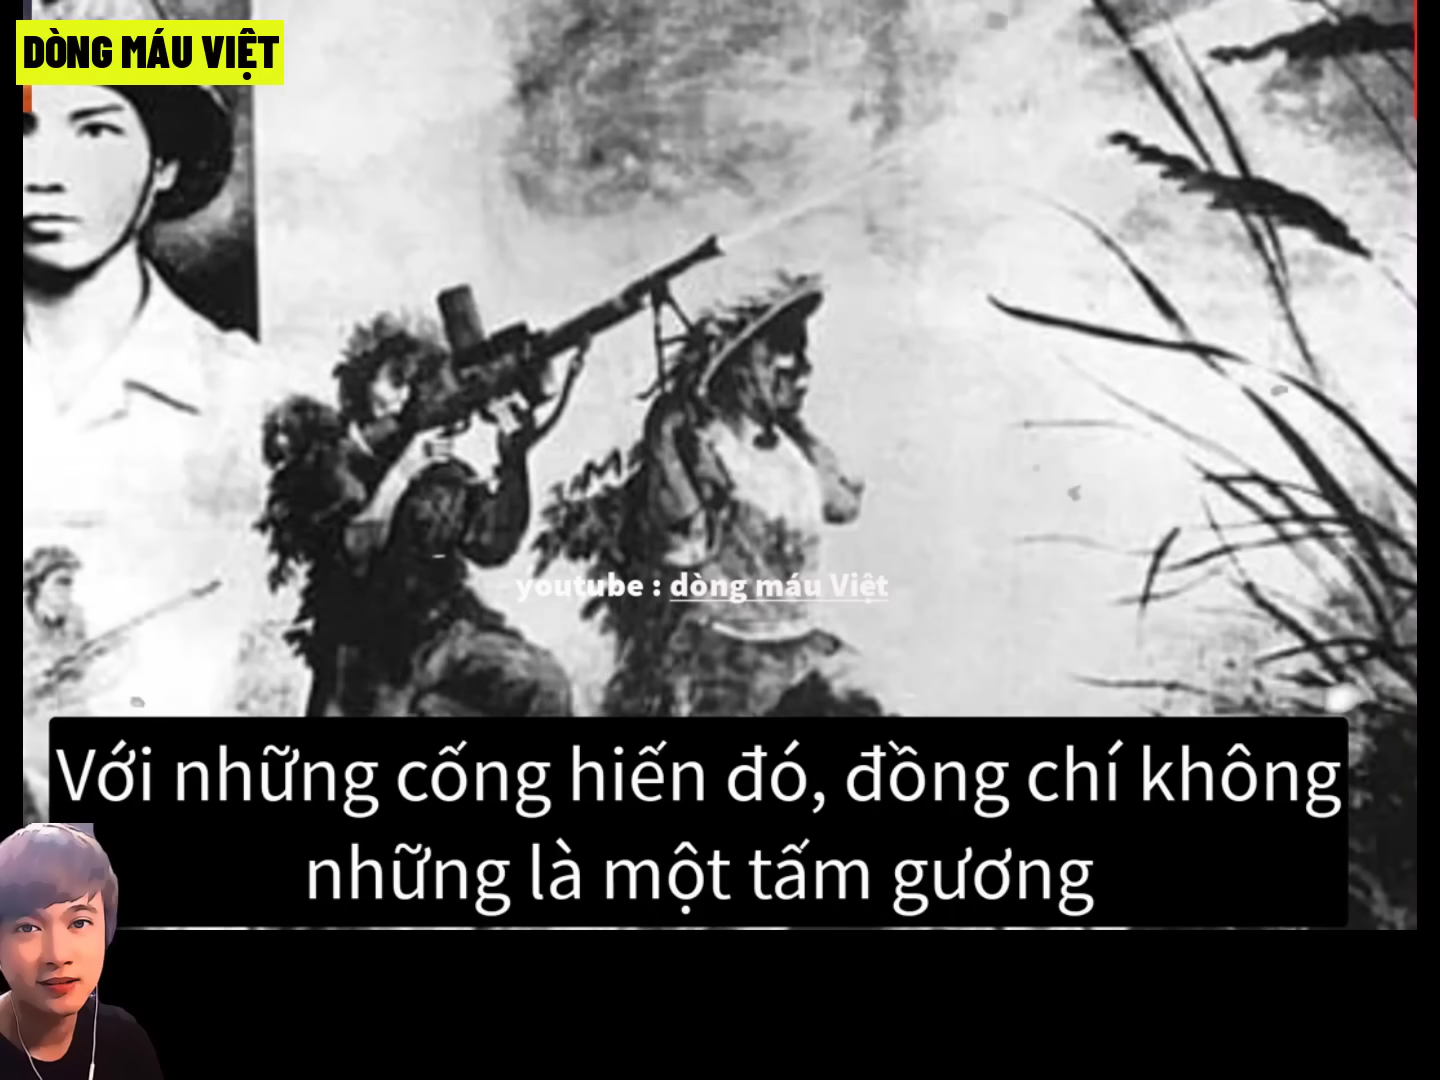 DÒNG MÁU VIỆT
youtube : dòng máu Việt
Với những cống hiến đó, đồng chí không
những là một tấm gương